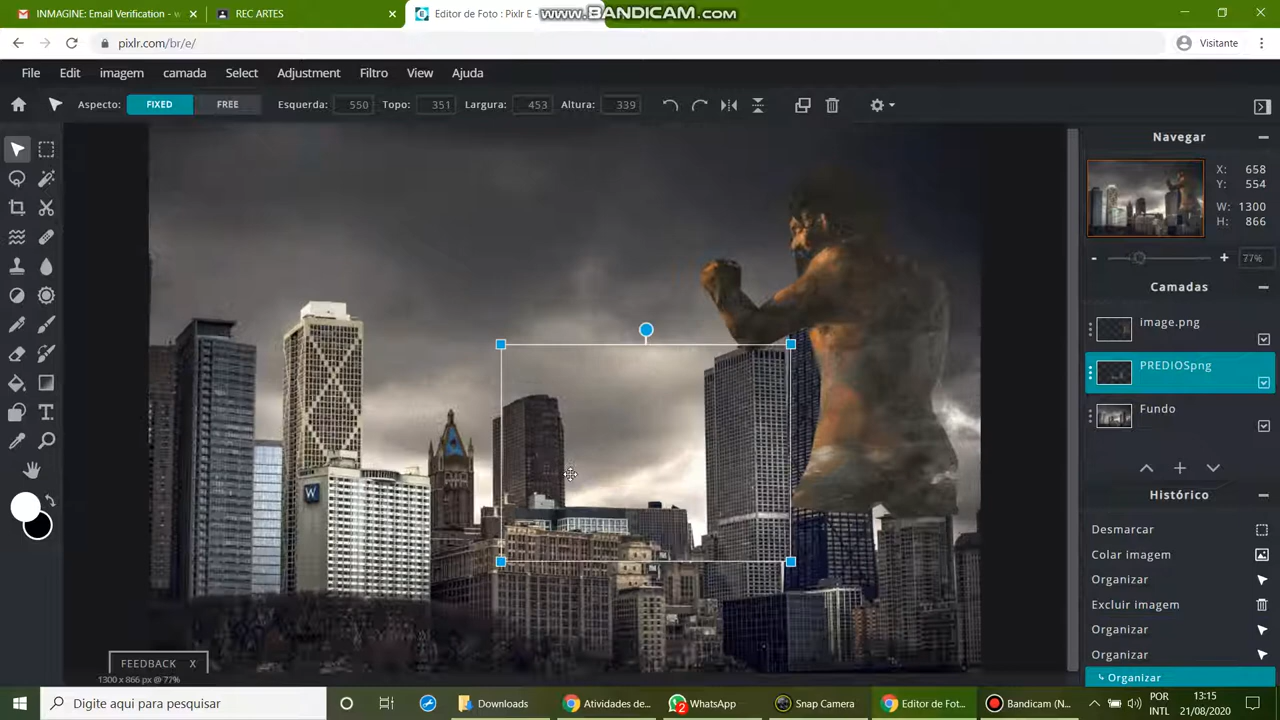 INMAGINE: Email Verification - w
REC ARTES
Editor de Foto : Pixlr E -
www.BANDICAM.com
pixlr.com/br/e/
Visitante
File Edit imagem camada Select Adjustment Filtro View Ajuda
Aspecto: FIXED FREE Esquerda: 550 Topo: 351 Largura: 453 Altura: 339
Navegar
X: 658
Y: 554
W: 1300
H: 866
77%
Camadas
image.png
PREDIOSpng
Fundo
Histórico
Desmarcar
Colar imagem
Organizar
Excluir imagem
Organizar
Organizar
Organizar
W
FEEDBACK X
1300 x 866 px @ 77%
Digite aqui para pesquisar
Downloads
Atividades de...
2
WhatsApp
Snap Camera
Editor de Fot...
Bandicam (N...
POR
PTB2
13:15
21/08/2020